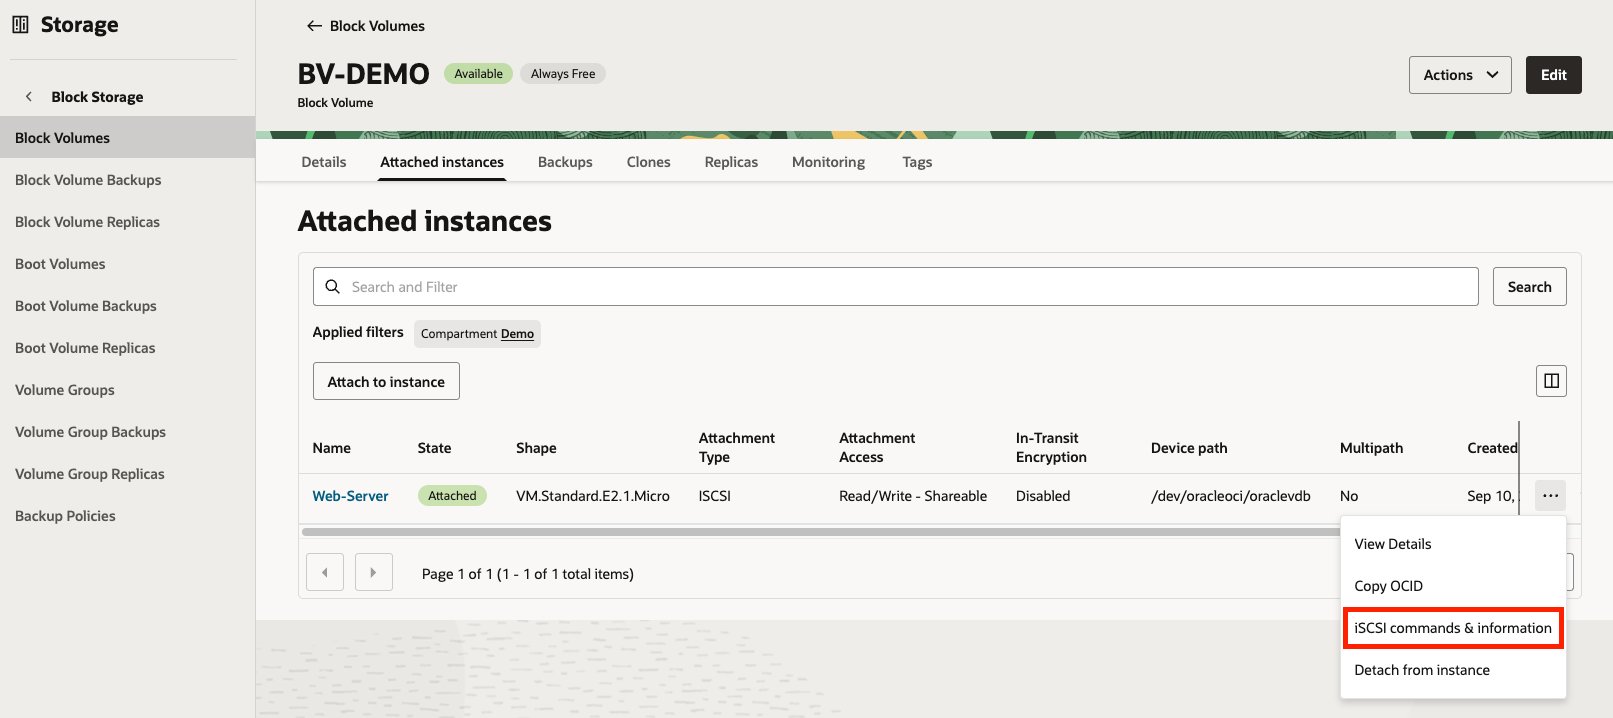 Storage
Block Storage
Block Volumes
Block Volume Backups
Block Volume Replicas
Boot Volumes
Boot Volume Backups
Boot Volume Replicas
Volume Groups
Volume Group Backups
Volume Group Replicas
Backup Policies
Block Volumes
BV-DEMO Available Always Free
Block Volume
Actions Edit
Details Attached instances Backups Clones Replicas Monitoring Tags
Attached instances
Search and Filter Search
Applied filters Compartment Demo
Attach to instance
Name State Shape Attachment Type Attachment Access In-Transit Encryption Device path Multipath Created
Web-Server Attached VM.Standard.E2.1.Micro ISCSI Read/Write - Shareable Disabled /dev/oracleoci/oraclevdb No Sep 10,
View Details
Copy OCID
iSCSI commands & information
Detach from instance
Page 1 of 1 (1 - 1 of 1 total items)